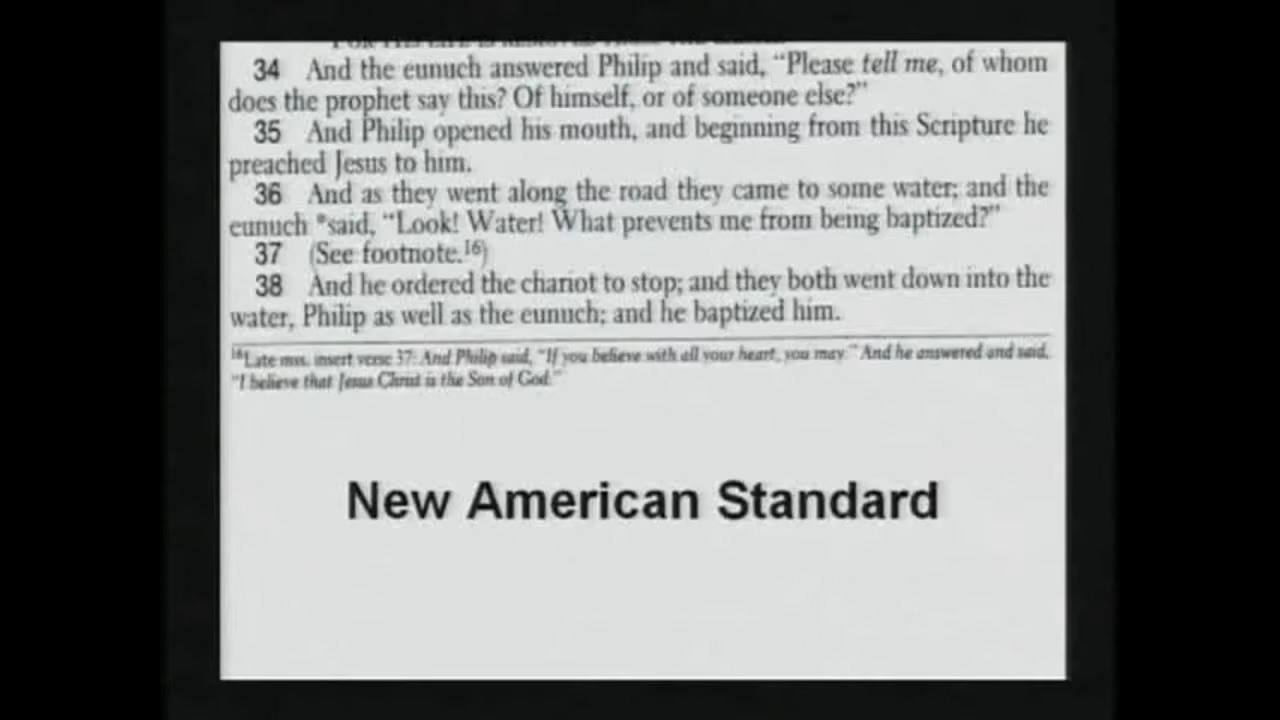 34 And the eunuch answered Philip and said, “Please tell me, of whom
does the prophet say this? Of himself, or of someone else?”
35 And Philip opened his mouth, and beginning from this Scripture he
preached Jesus to him.
36 And as they went along the road they came to some water; and the
eunuch *said, “Look! Water! What prevents me from being baptized?”
37 (See footnote.16)
38 And he ordered the chariot to stop; and they both went down into the
water, Philip as well as the eunuch; and he baptized him.
16Late mss. insert verse 37: And Philip said, “If you believe with all your heart, you may.” And he answered and said,
“I believe that Jesus Christ is the Son of God.”
New American Standard